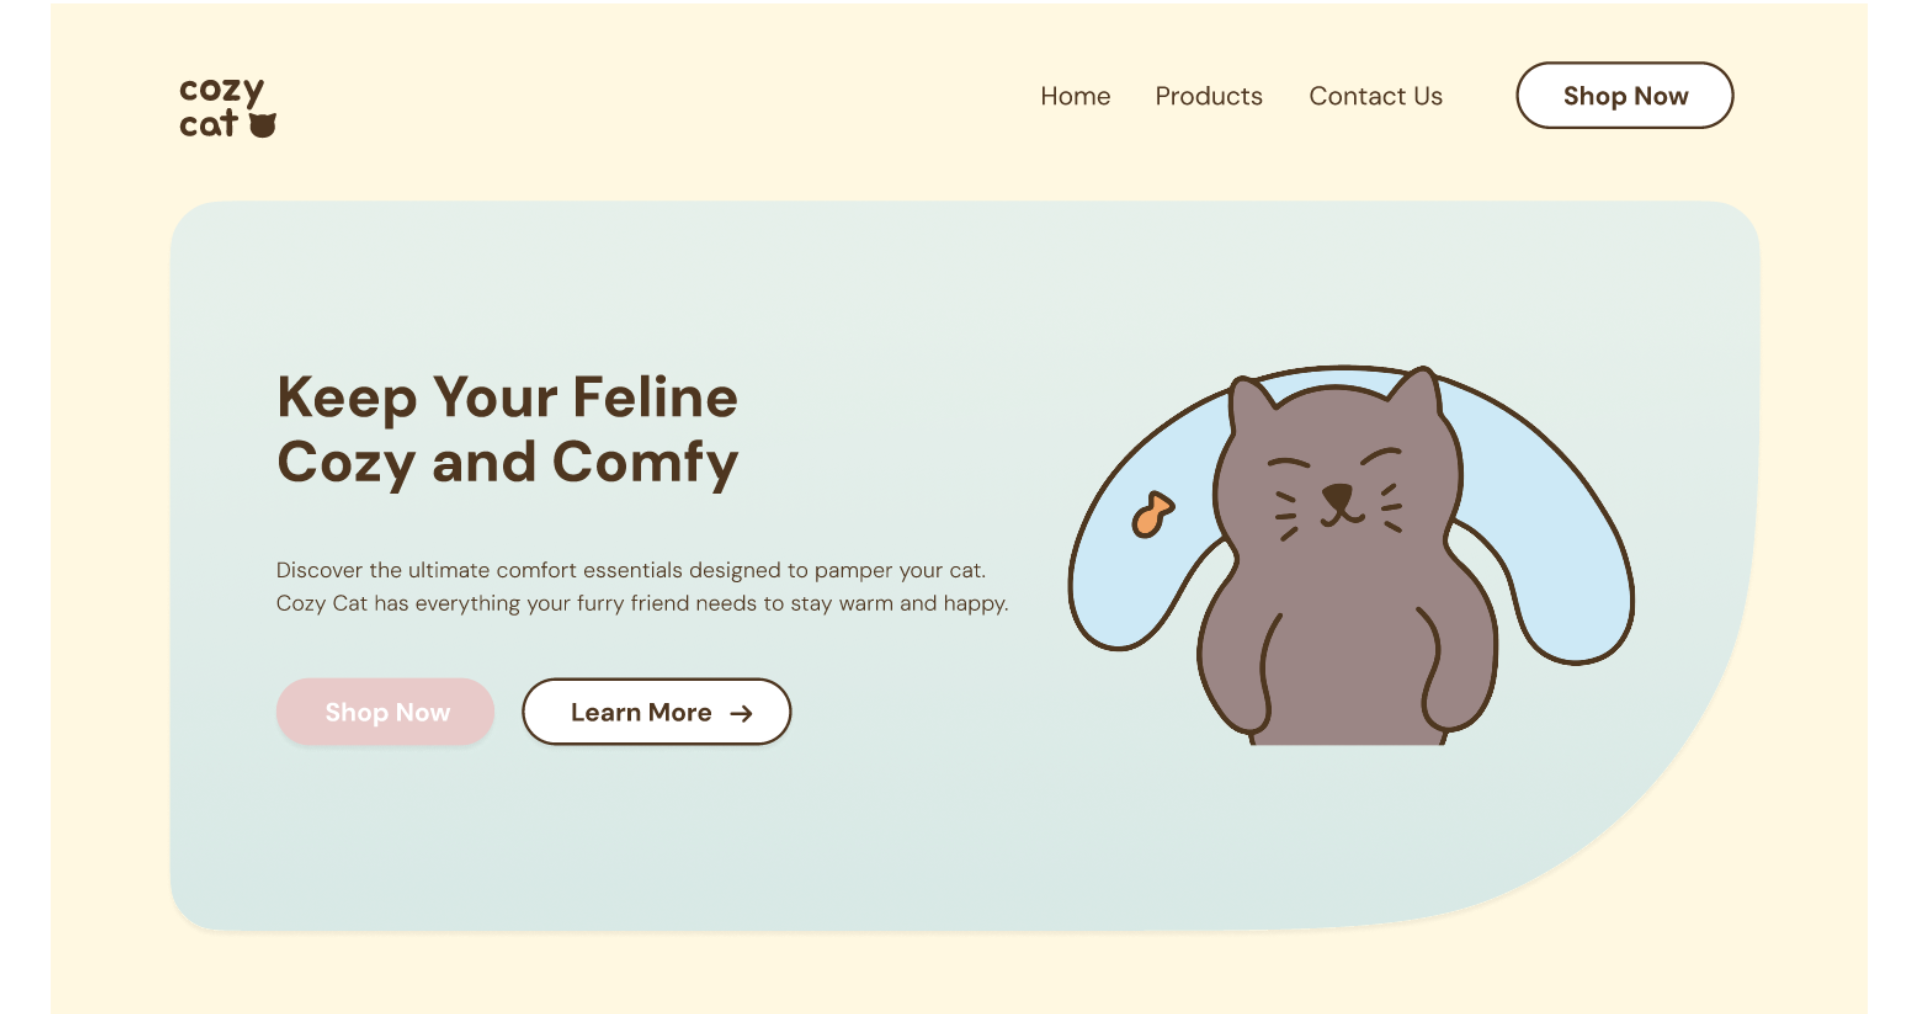 cozy
cat
Home Products Contact Us Shop Now
Keep Your Feline
Cozy and Comfy
Discover the ultimate comfort essentials designed to pamper your cat.
Cozy Cat has everything your furry friend needs to stay warm and happy.
Shop Now Learn More →